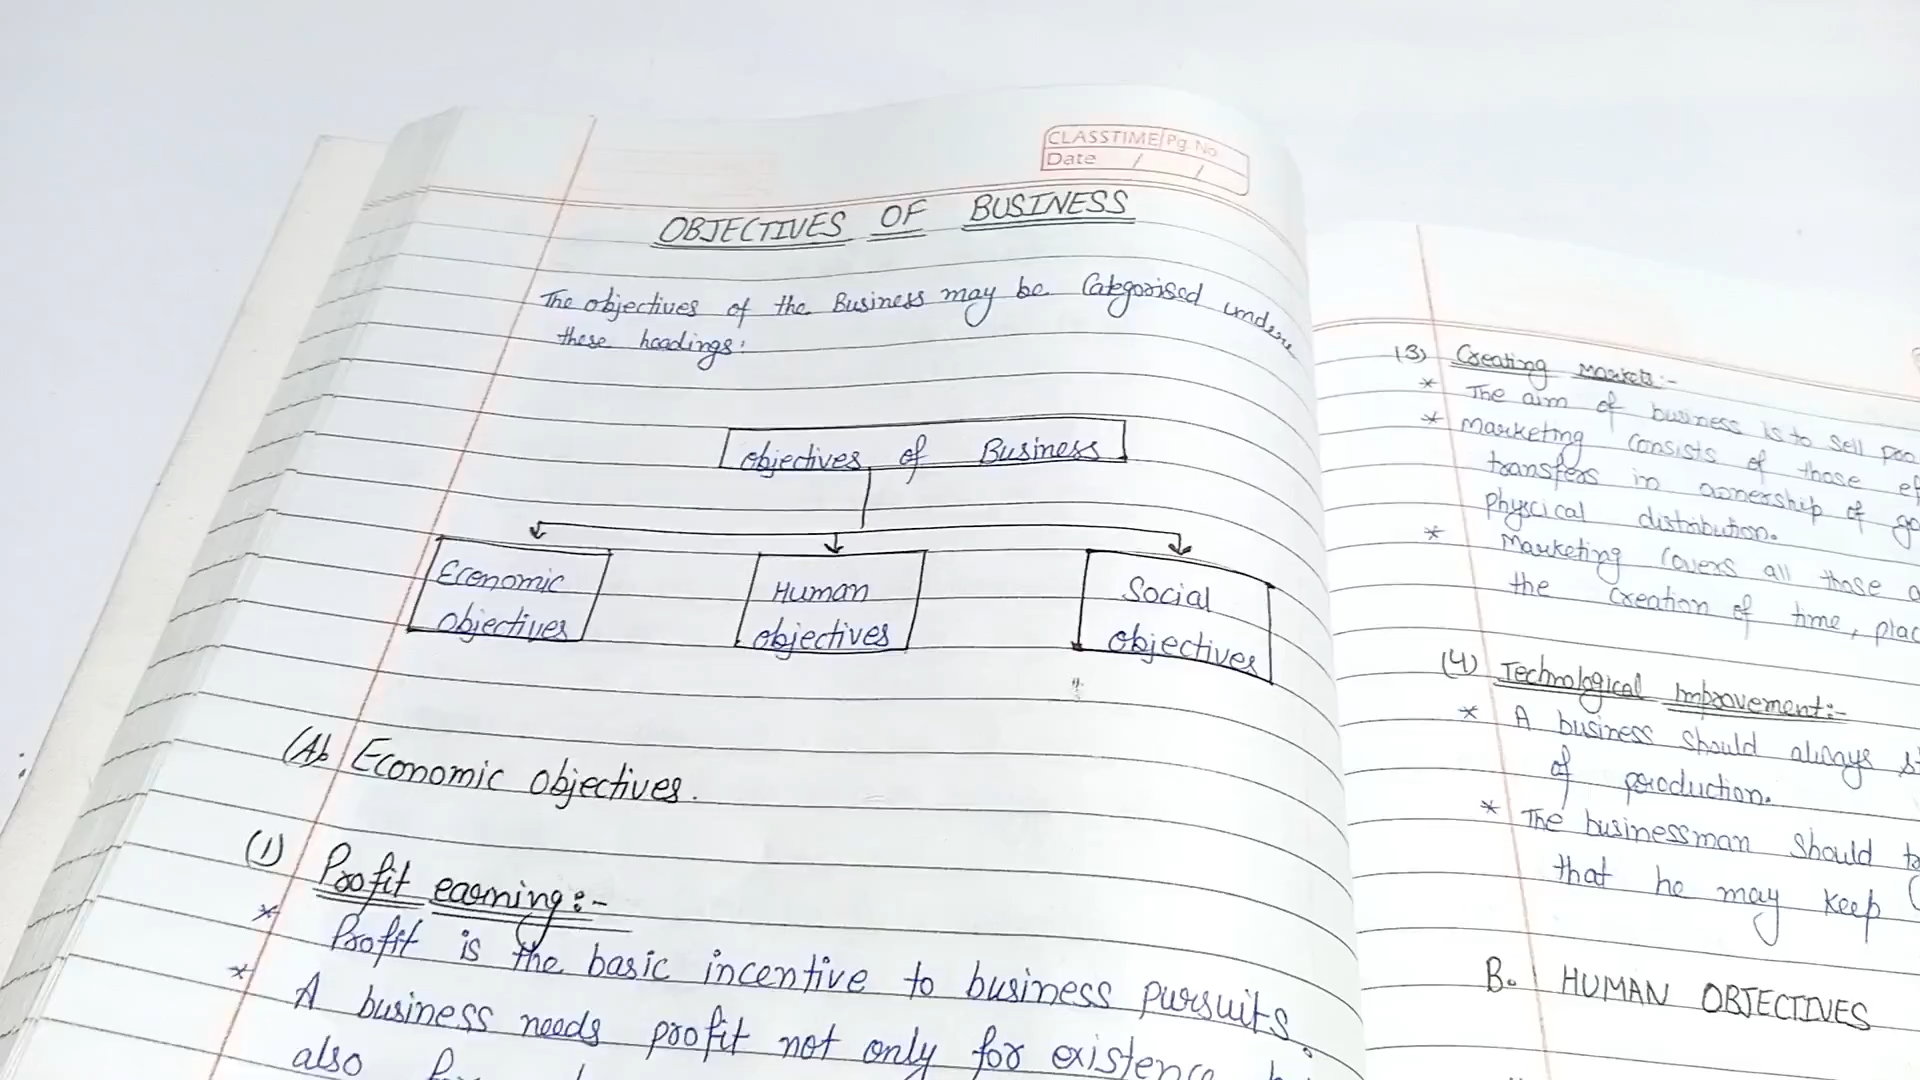 CLASSTIME Pg. No.
Date / /
OBJECTIVES OF BUSINESS
The objectives of the Business may be Categorised under
these headings:
objectives of Business
Economic
objectives
Human
objectives
Social
objectives
(A). Economic objectives.
(1) Profit earning:-
* Profit is the basic incentive to business pursuits.
* A business needs profit not only for existence
also
(3) Creating Markets:-
* The aim of business is to sell
* Marketing consists of those
transfers in ownership of
physcical distribution.
* Marketing covers all those
the creation of time,
(4) Technological Improvement:-
* A business should always
of production.
* The businessman should
that he may keep
B. HUMAN OBJECTIVES